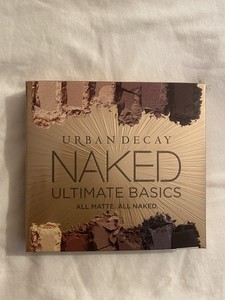 URBAN DECAY
NAKED
ULTIMATE BASICS
ALL MATTE. ALL NAKED.